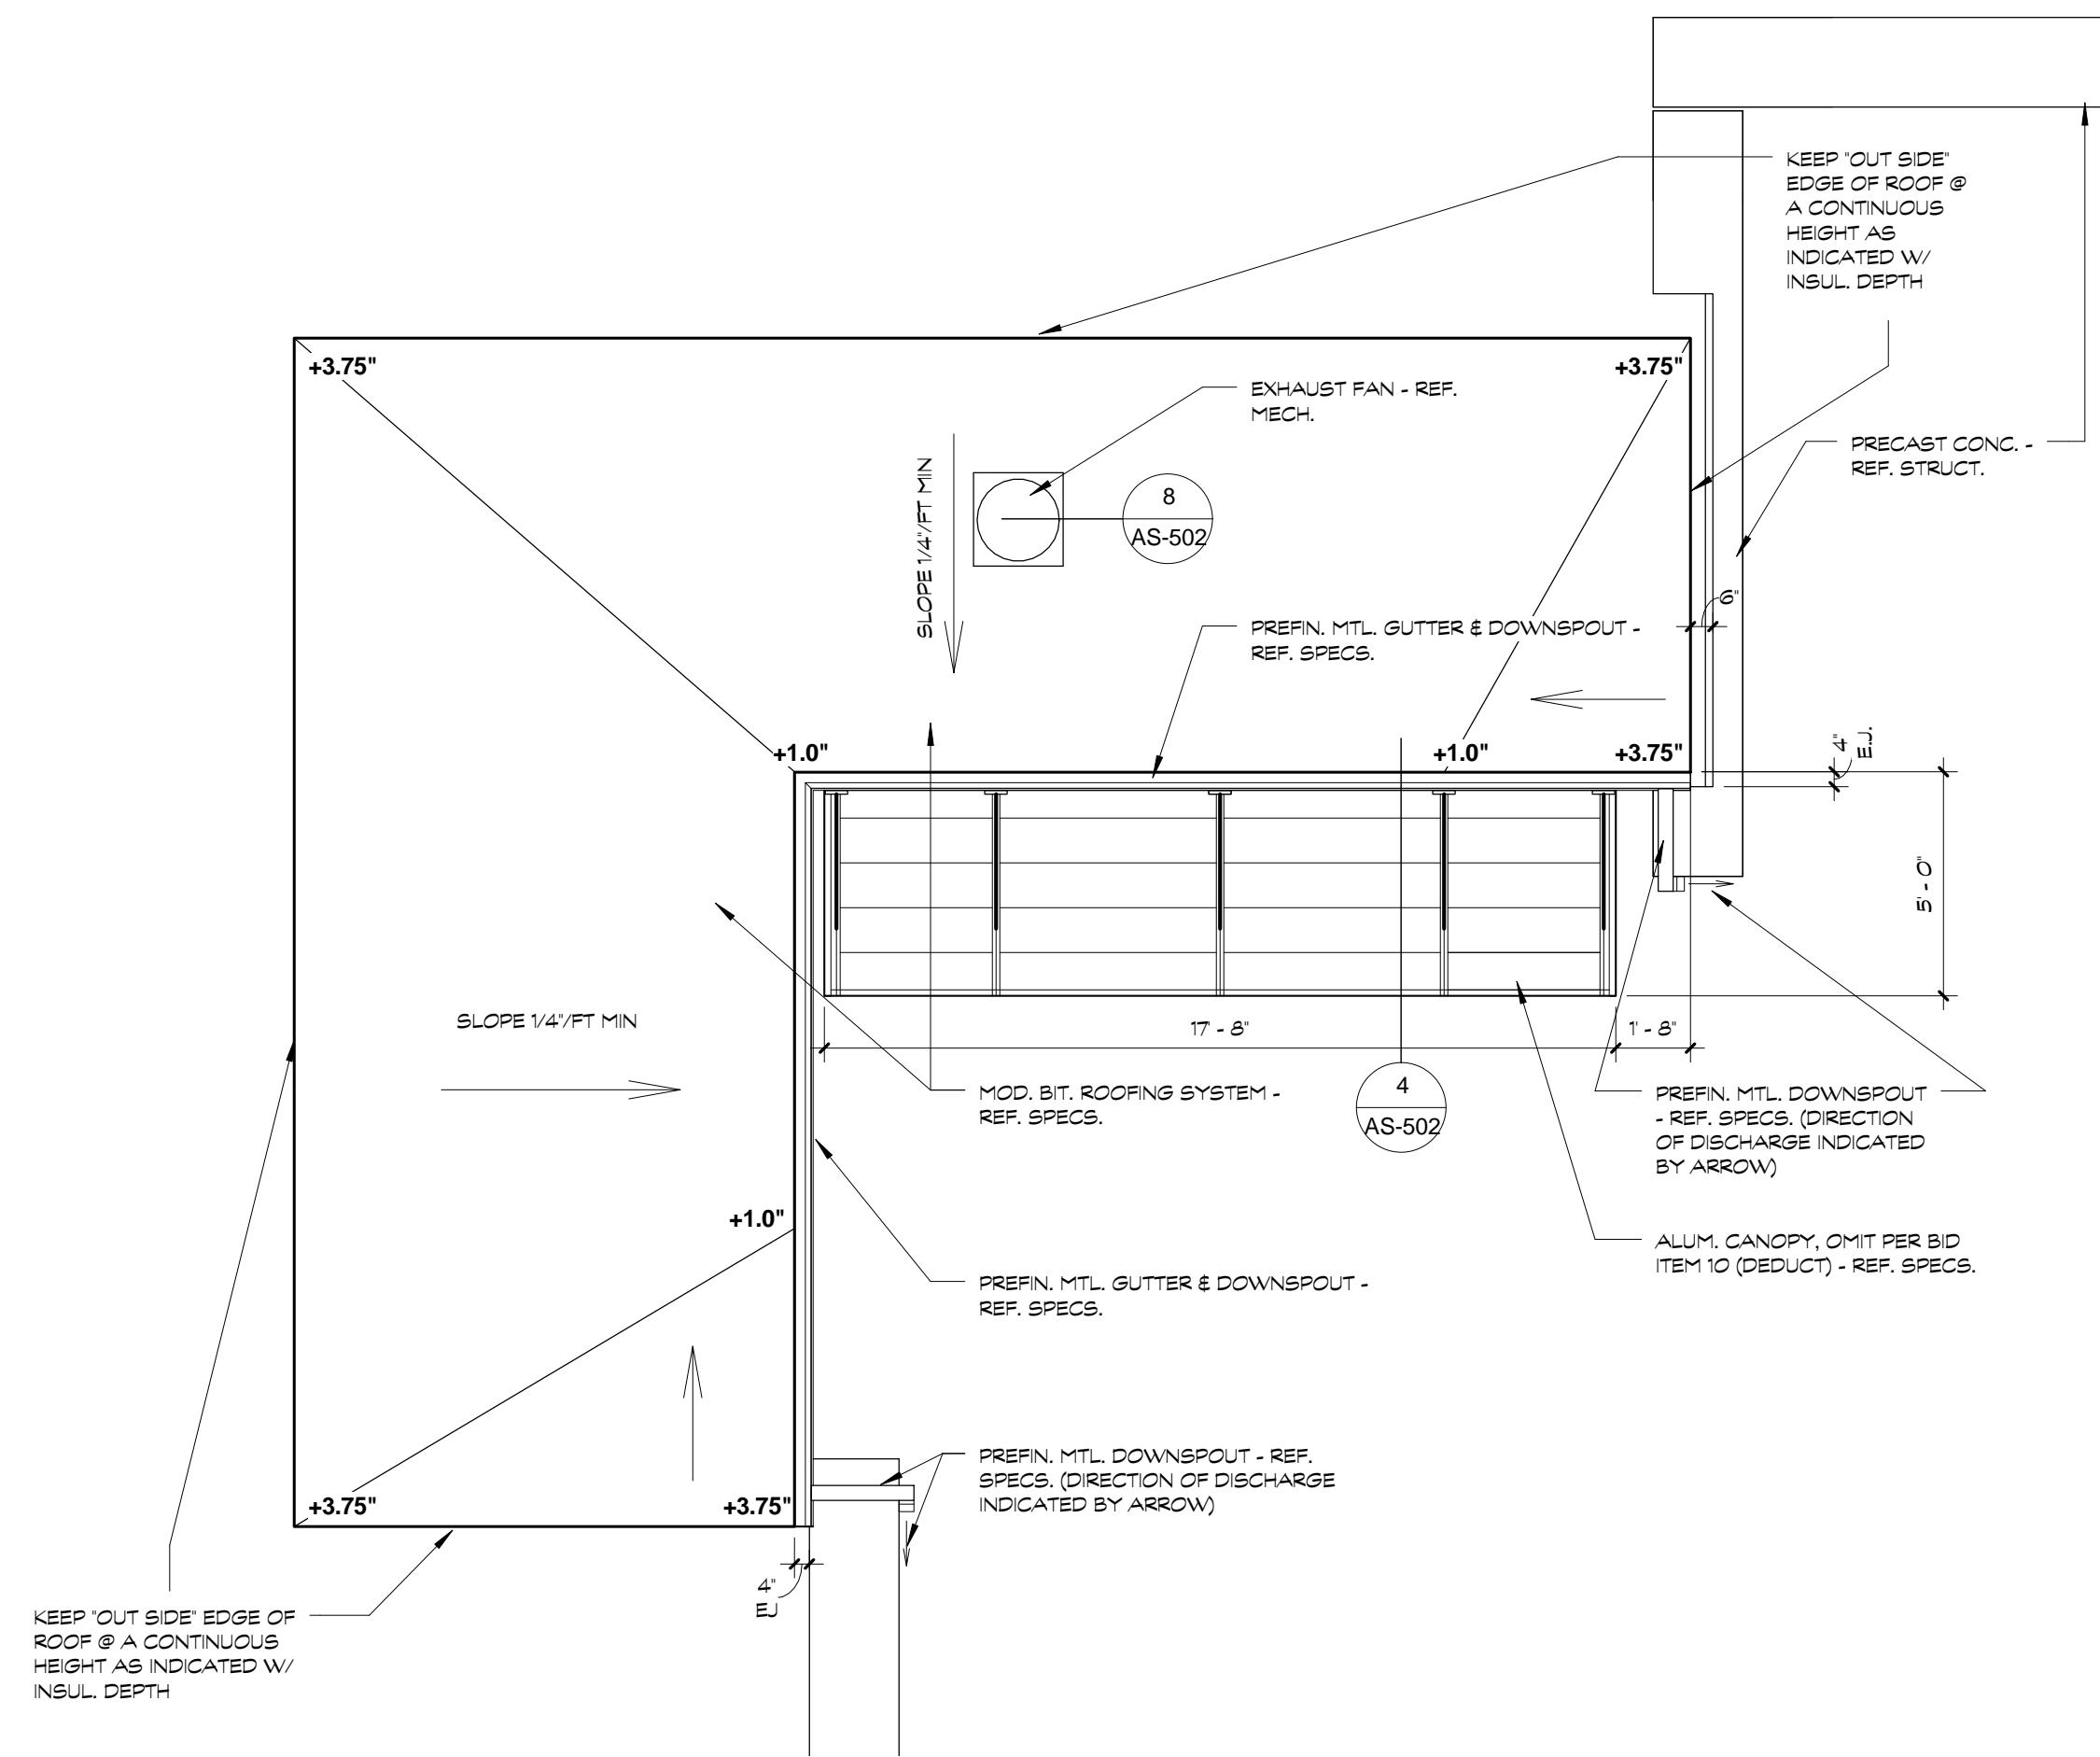 KEEP "OUT SIDE"
EDGE OF ROOF @
A CONTINUOUS
HEIGHT AS
INDICATED W/
INSUL. DEPTH
+3.75"
+3.75"
EXHAUST FAN - REF.
MECH.
PRECAST CONC. -
REF. STRUCT.
8
AS-502
SLOPE 1/4"/FT MIN
6"
PREFIN. MTL. GUTTER & DOWNSPOUT -
REF. SPECS.
+1.0"
+1.0"
+3.75"
4"
E.J.
5' - 0"
SLOPE 1/4"/FT MIN
17' - 8"
1' - 8"
MOD. BIT. ROOFING SYSTEM -
REF. SPECS.
4
AS-502
PREFIN. MTL. DOWNSPOUT
- REF. SPECS. (DIRECTION
OF DISCHARGE INDICATED
BY ARROW)
+1.0"
ALUM. CANOPY, OMIT PER BID
ITEM 10 (DEDUCT) - REF. SPECS.
PREFIN. MTL. GUTTER & DOWNSPOUT -
REF. SPECS.
PREFIN. MTL. DOWNSPOUT - REF.
SPECS. (DIRECTION OF DISCHARGE
INDICATED BY ARROW)
+3.75"
+3.75"
4"
EJ
KEEP "OUT SIDE" EDGE OF
ROOF @ A CONTINUOUS
HEIGHT AS INDICATED W/
INSUL. DEPTH